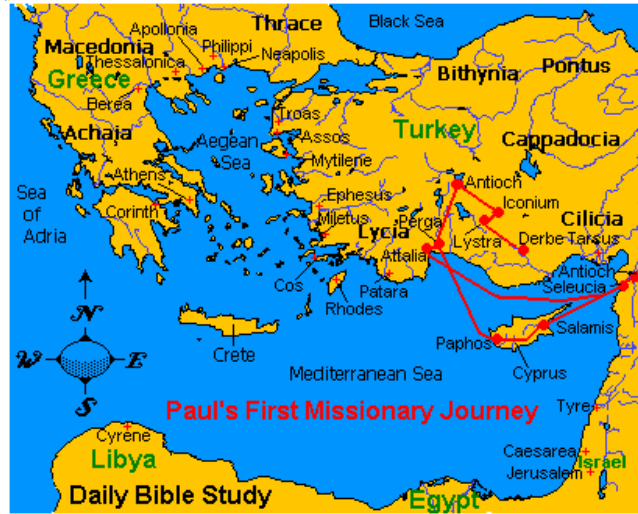 Black Sea
Thrace
Apollonia
Macedonia
Philippi
Neapolis
Thessalonica
Greece
Berea
Bithynia
Pontus
Troas
Turkey
Achaia
Aegean
Sea
Assos
Cappadocia
Mytilene
Athens
Antioch
Sea
of
Adria
Corinth
Ephesus
Iconium
Miletus
Perga
Cilicia
Lycia
Lystra
Derbe
Tarsus
Attalia
Cos
Rhodes
Patara
Antioch
Seleucia
N
W
E
S
Crete
Paphos
Salamis
Cyprus
Mediterranean Sea
Paul's First Missionary Journey
Tyre
Cyrene
Libya
Caesarea
Israel
Jerusalem
Daily Bible Study
Egypt